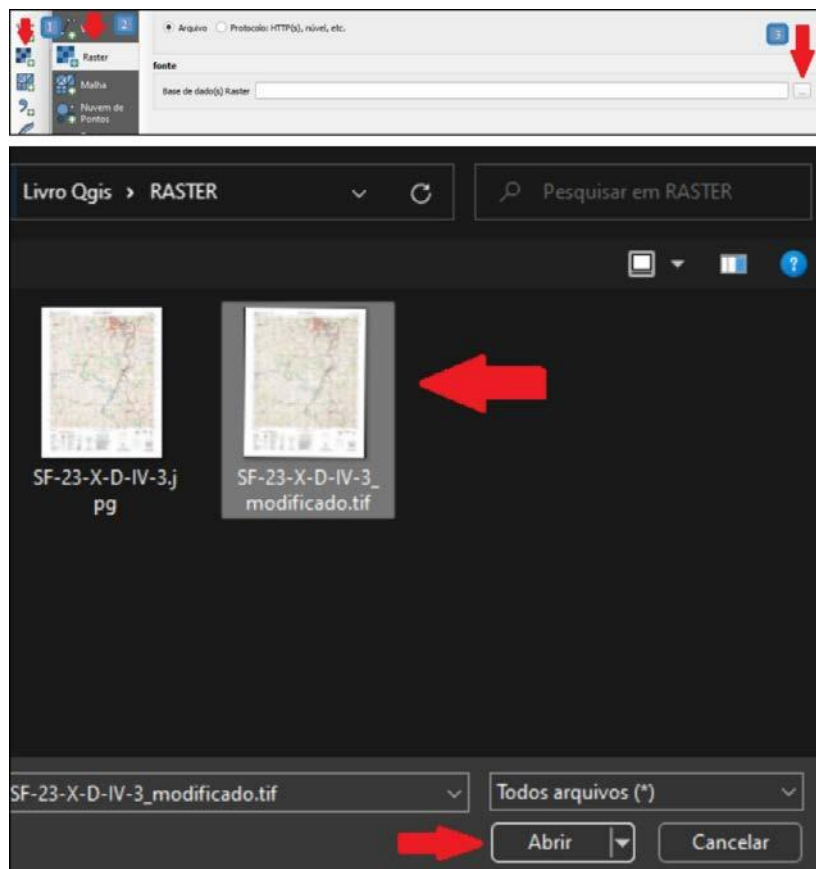 1
2
Arquivo Protocolo: HTTP(s), núvel, etc.
3
Raster
fonte
Malha
Base de dado(s) Raster
...
Nuvem de
Pontos
Livro Qgis > RASTER
Pesquisar em RASTER
?
SF-23-X-D-IV-3.j
pg
SF-23-X-D-IV-3_
modificado.tif
SF-23-X-D-IV-3_modificado.tif
Todos arquivos (*)
Abrir
Cancelar